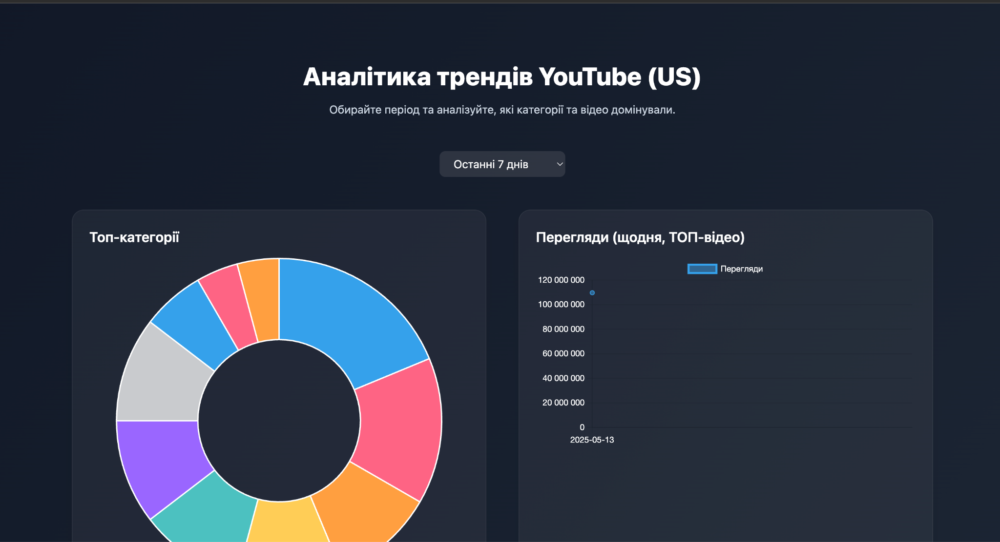 Аналітика трендів YouTube (US)
Обирайте період та аналізуйте, які категорії та відео домінували.
Останні 7 днів
Топ-категорії
Перегляди (щодня, ТОП-відео)
Перегляди
120 000 000
100 000 000
80 000 000
60 000 000
40 000 000
20 000 000
0
2025-05-13